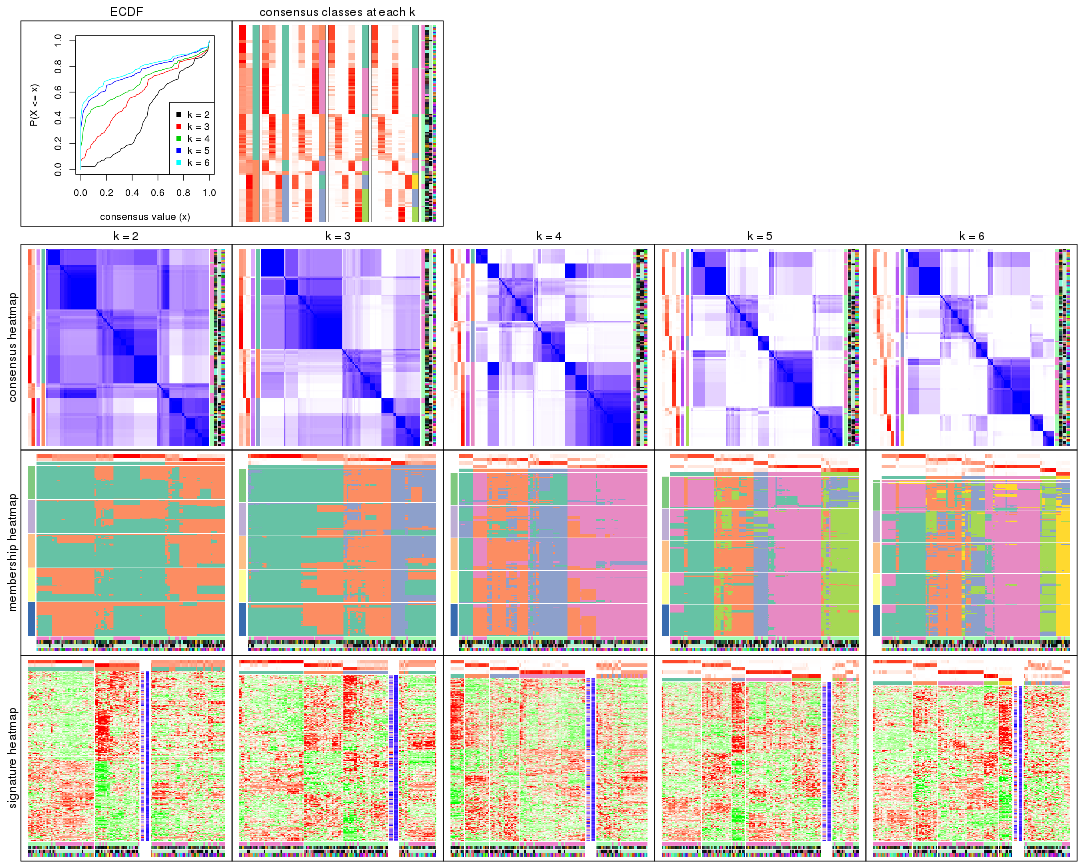 ECDF
consensus classes at each k
P(X <= x)
0.0 0.2 0.4 0.6 0.8 1.0
k = 2
k = 3
k = 4
k = 5
k = 6
0.0 0.2 0.4 0.6 0.8 1.0
consensus value (x)
k = 2 k = 3 k = 4 k = 5 k = 6
consensus heatmap
membership heatmap
signature heatmap